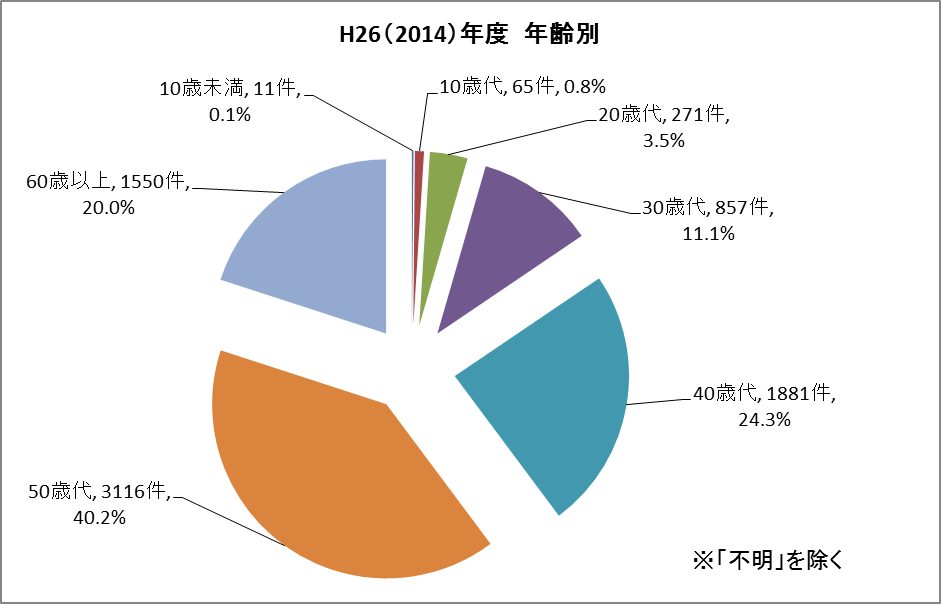 H26(2014)年度 年齢別
10歳未満, 11件,
0.1%
10歳代, 65件, 0.8%
20歳代, 271件,
3.5%
30歳代, 857件,
11.1%
40歳代, 1881件,
24.3%
50歳代, 3116件,
40.2%
60歳以上, 1550件,
20.0%
※「不明」を除く